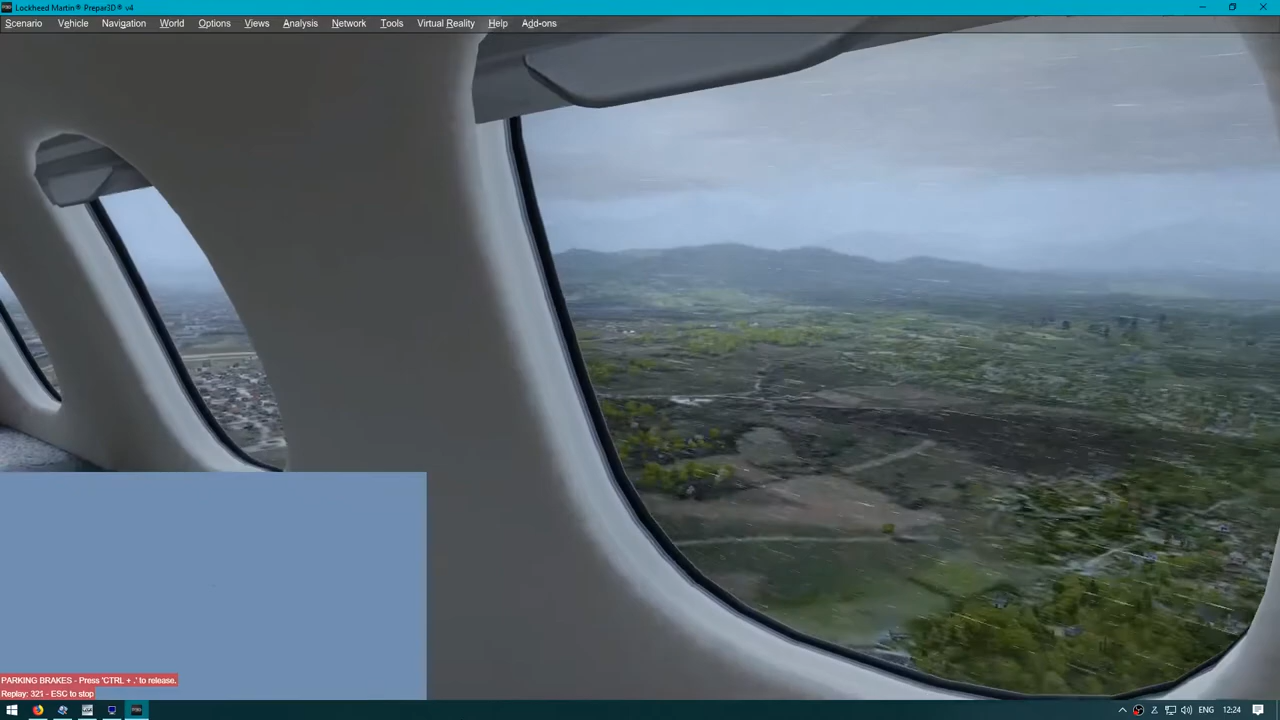 Lockheed Martin® Prepar3D® v4
Scenario Vehicle Navigation World Options Views Analysis Network Tools Virtual Reality Help Add-ons
PARKING BRAKES - Press 'CTRL + .' to release.
Replay: 321 - ESC to stop
ENG 12:24